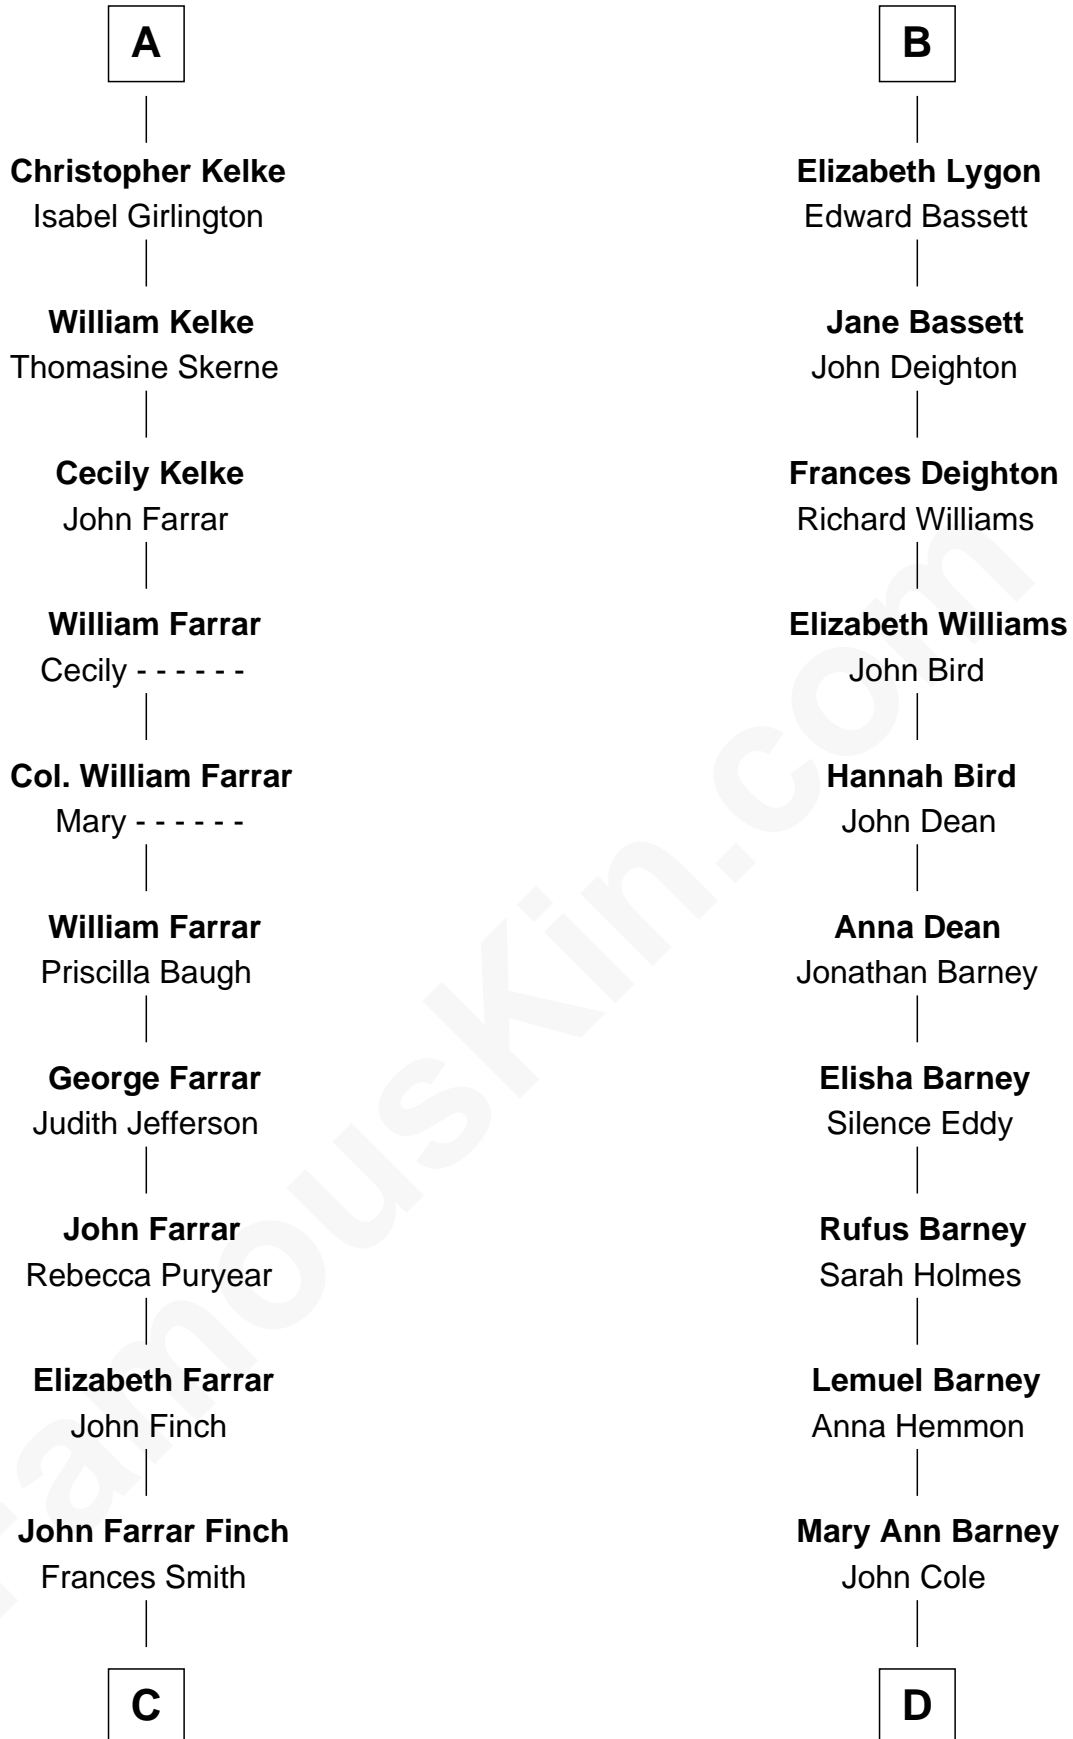 A
Christopher Kelke
Isabel Girlington
William Kelke
Thomasine Skerne
Cecily Kelke
John Farrar
William Farrar
Cecily - - - - - -
Col. William Farrar
Mary - - - - - -
William Farrar
Priscilla Baugh
George Farrar
Judith Jefferson
John Farrar
Rebecca Puryear
Elizabeth Farrar
John Finch
John Farrar Finch
Frances Smith
C
B
Elizabeth Lygon
Edward Bassett
Jane Bassett
John Deighton
Frances Deighton
Richard Williams
Elizabeth Williams
John Bird
Hannah Bird
John Dean
Anna Dean
Jonathan Barney
Elisha Barney
Silence Eddy
Rufus Barney
Sarah Holmes
Lemuel Barney
Anna Hemmon
Mary Ann Barney
John Cole
D
FamousKin.com